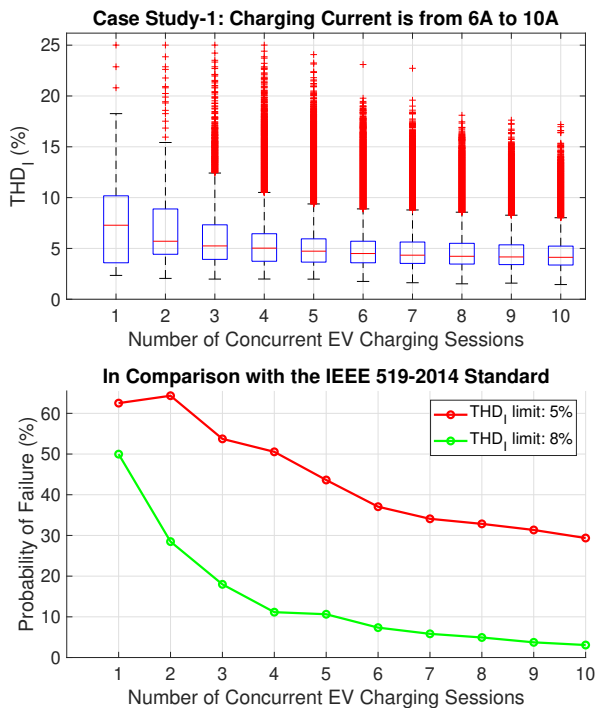 Case Study-1: Charging Current is from 6A to 10A
25
20
15
10
5
0
THD_I (%)
1 2 3 4 5 6 7 8 9 10
Number of Concurrent EV Charging Sessions
In Comparison with the IEEE 519-2014 Standard
60
50
40
30
20
10
0
Probability of Failure (%)
THD_I limit: 5%
THD_I limit: 8%
1 2 3 4 5 6 7 8 9 10
Number of Concurrent EV Charging Sessions